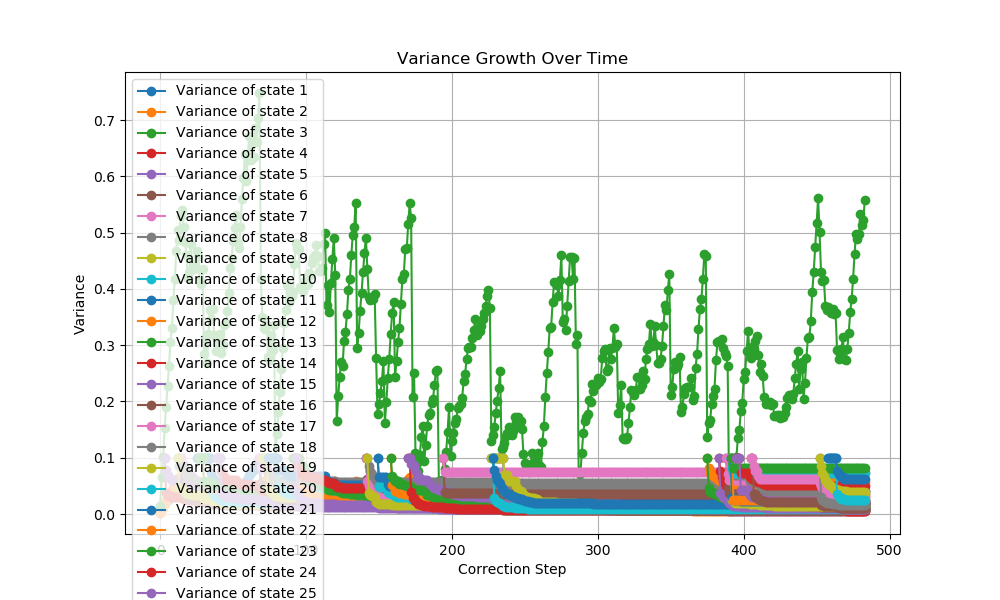 Variance Growth Over Time
Variance
0.7
0.6
0.5
0.4
0.3
0.2
0.1
0.0
Variance of state 1
Variance of state 2
Variance of state 3
Variance of state 4
Variance of state 5
Variance of state 6
Variance of state 7
Variance of state 8
Variance of state 9
Variance of state 10
Variance of state 11
Variance of state 12
Variance of state 13
Variance of state 14
Variance of state 15
Variance of state 16
Variance of state 17
Variance of state 18
Variance of state 19
Variance of state 20
Variance of state 21
Variance of state 22
Variance of state 23
Variance of state 24
Variance of state 25
0 100 200 300 400 500
Correction Step